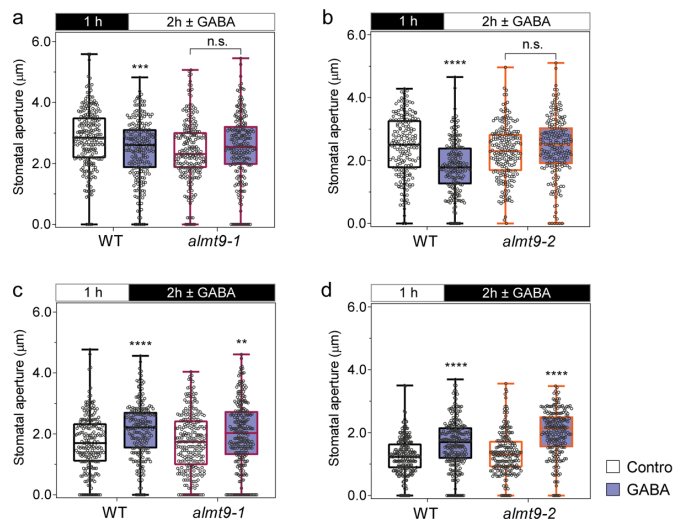 a
1 h 2h ± GABA
Stomatal aperture (μm)
6.0
4.0
2.0
0.0
***
n.s.
WT almt9-1
b
1 h 2h ± GABA
Stomatal aperture (μm)
6.0
4.0
2.0
0.0
****
n.s.
WT almt9-2
c
1 h 2h ± GABA
Stomatal aperture (μm)
6.0
4.0
2.0
0.0
****
**
WT almt9-1
d
1 h 2h ± GABA
Stomatal aperture (μm)
6.0
4.0
2.0
0.0
****
****
WT almt9-2
Contro
GABA